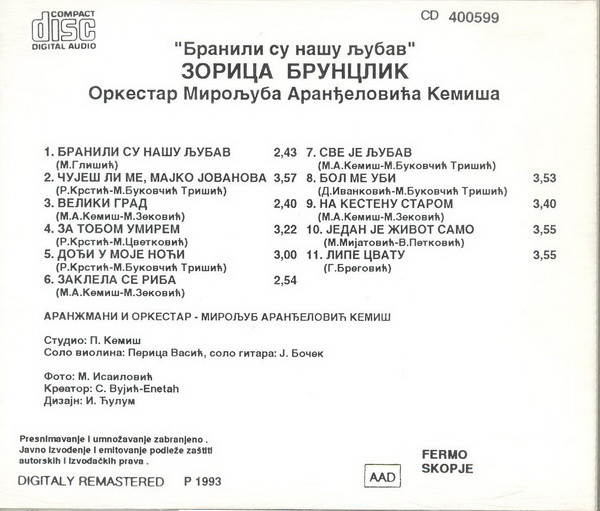 COMPACT
disc
DIGITAL AUDIO
CD 400599
"Бранили су нашу љубав"
ЗОРИЦА БРУНЦЛИК
Оркестар Мирољуба Аранђеловића Кемиша
1. БРАНИЛИ СУ НАШУ ЉУБАВ 2,43
(М.Глишић)
2. ЧУЈЕШ ЛИ МЕ, МАЈКО ЈОВАНОВА 3,57
(Р.Крстић-М.Буковчић Тришић)
3. ВЕЛИКИ ГРАД 2,40
(М.А.Кемиш-М.Зековић)
4. ЗА ТОБОМ УМИРЕМ 3,22
(Р.Крстић-М.Цветковић)
5. ДОЂИ У МОЈЕ НОЋИ 3,00
(Р.Крстић-М.Буковчић Тришић)
6. ЗАКЛЕЛА СЕ РИБА 2,54
(М.А.Кемиш-М.Зековић)
7. СВЕ ЈЕ ЉУБАВ
(М.А.Кемиш-М.Буковчић Тришић)
8. БОЛ МЕ УБИ 3,53
(Д.Иванковић-М.Буковчић Тришић)
9. НА КЕСТЕНУ СТАРОМ 3,40
(М.А.Кемиш-М.Зековић)
10. ЈЕДАН ЈЕ ЖИВОТ САМО 3,55
(М.Мијатовић-В.Петковић)
11. ЛИПЕ ЦВАТУ 3,55
(Г.Бреговић)
АРАНЖМАНИ И ОРКЕСТАР - МИРОЉУБ АРАНЂЕЛОВИЋ КЕМИШ
Студио: П. Кемиш
Соло виолина: Перица Васић, соло гитара: Ј. Бочек
Фото: М. Исаиловић
Креатор: С. Вујић-Enetah
Дизајн: И. Ћулум
Presnimavanje i umnožavanje zabranjeno .
Javno izvođenje i emitovanje podleže zaštiti
autorskih i izvođačkih prava .
DIGITALY REMASTERED P 1993
AAD
FERMO
SKOPJE